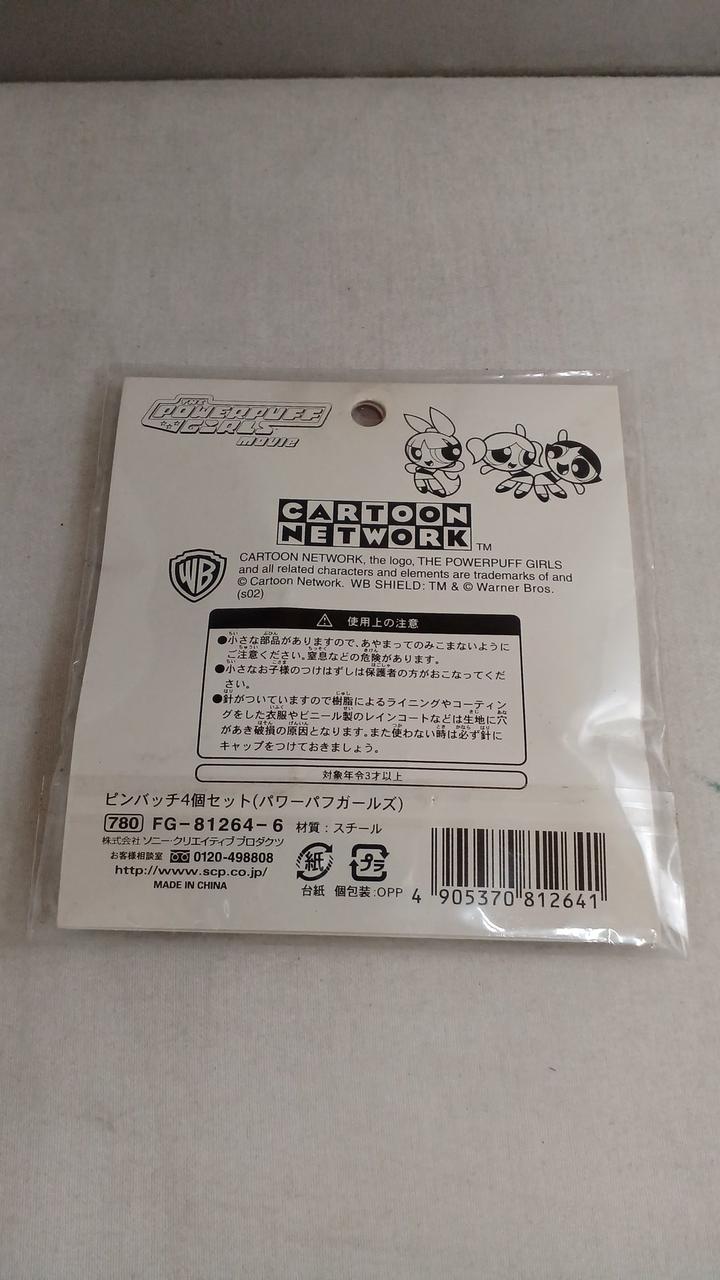 THE
POWERPUFF
GIRLS
MOVIE
CARTOON
NETWORK TM
WB
CARTOON NETWORK, the logo, THE POWERPUFF GIRLS
and all related characters and elements are trademarks of and
© Cartoon Network. WB SHIELD: TM & © Warner Bros.
(s02)
⚠ 使用上の注意
●小さな部品がありますので、あやまってのみこまないように
ご注意ください。窒息などの危険があります。
●小さなお子様のつけはずしは保護者の方がおこなってくだ
さい。
●針がついていますので樹脂によるライニングやコーティン
グをした衣服やビニール製のレインコートなどは生地に穴
があき破損の原因となります。また使わない時は必ず針に
キャップをつけておきましょう。
対象年令3才以上
ピンバッチ4個セット(パワーパフガールズ)
780 FG-81264-6 材質：スチール
株式会社 ソニー・クリエイティブプロダクツ
お客様相談室 0120-498808
http://www.scp.co.jp/
MADE IN CHINA
紙 プラ
台紙 個包装:OPP
4 905370 812641